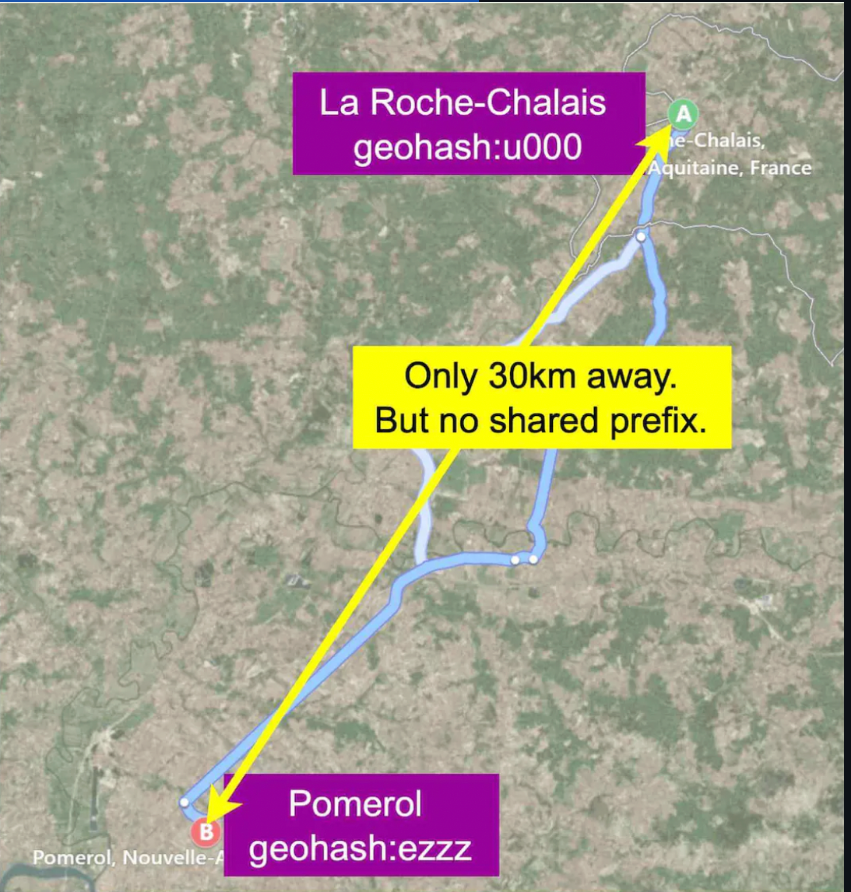 La Roche-Chalais
geohash:u000
A
he-Chalais,
Aquitaine, France
Only 30km away.
But no shared prefix.
Pomerol
geohash:ezzz
B
Pomerol, Nouvelle-A